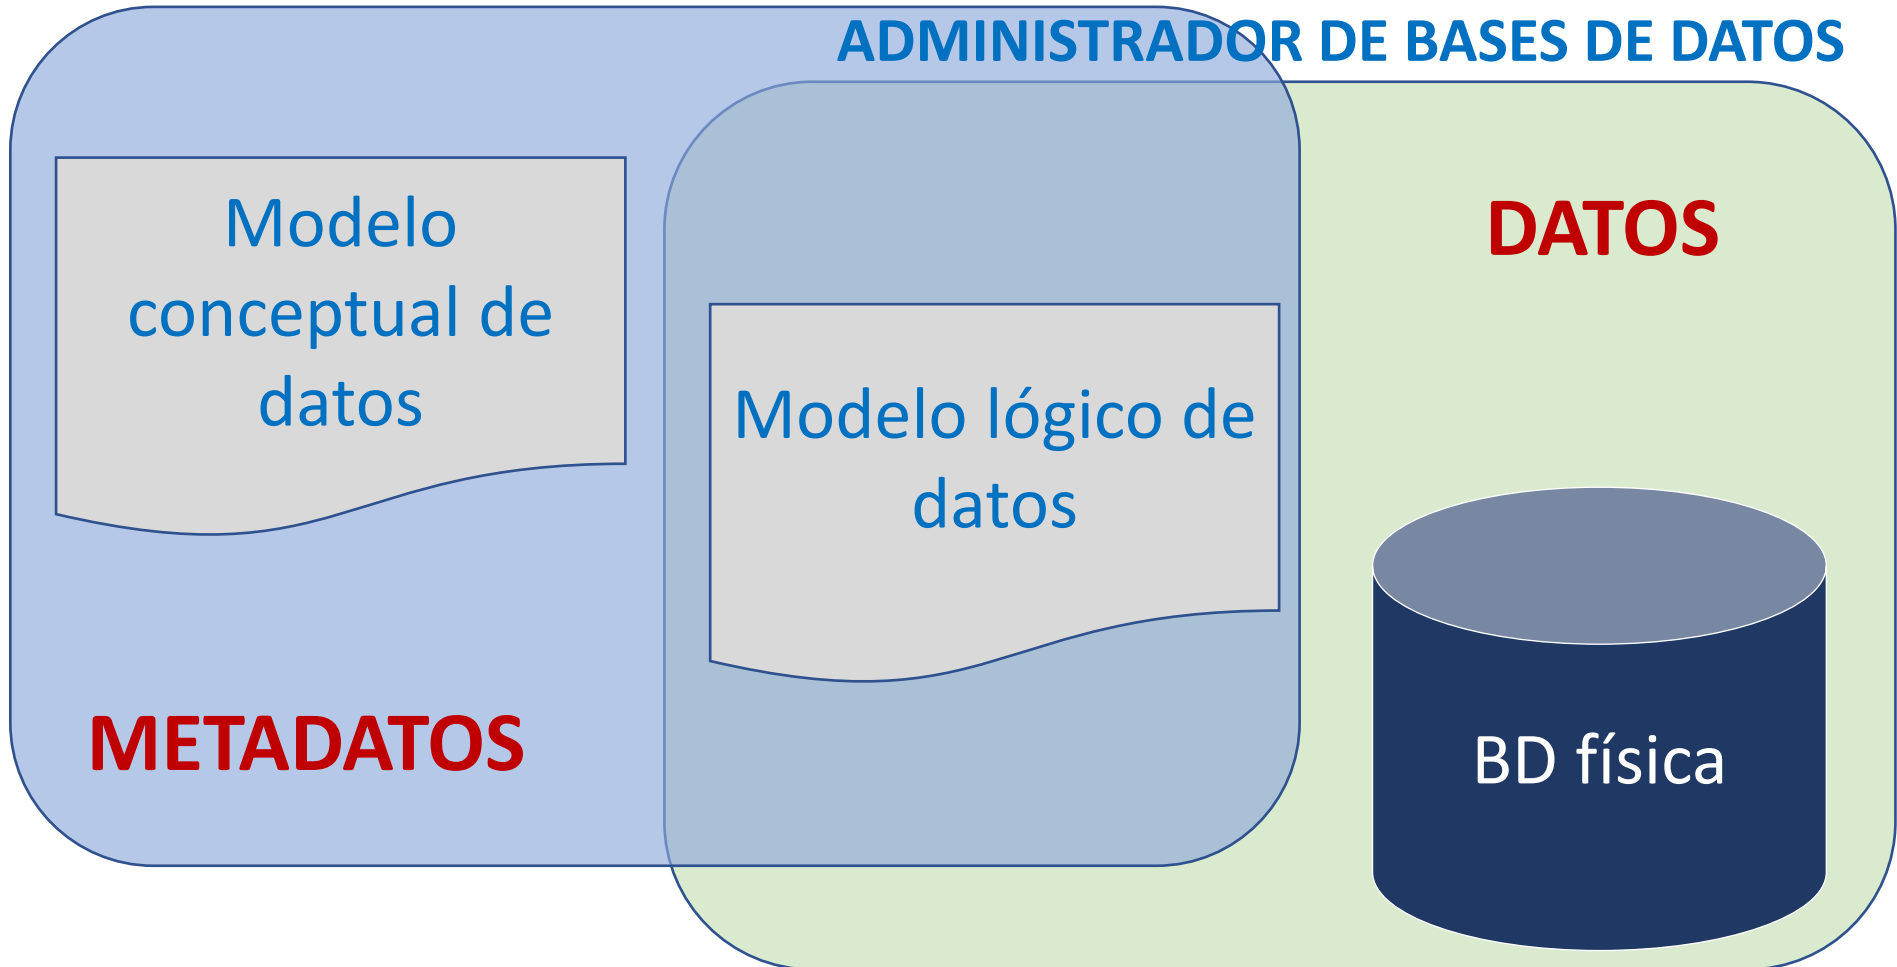 ADMINISTRADOR DE BASES DE DATOS
Modelo
conceptual de
datos
DATOS
Modelo lógico de
datos
METADATOS
BD física